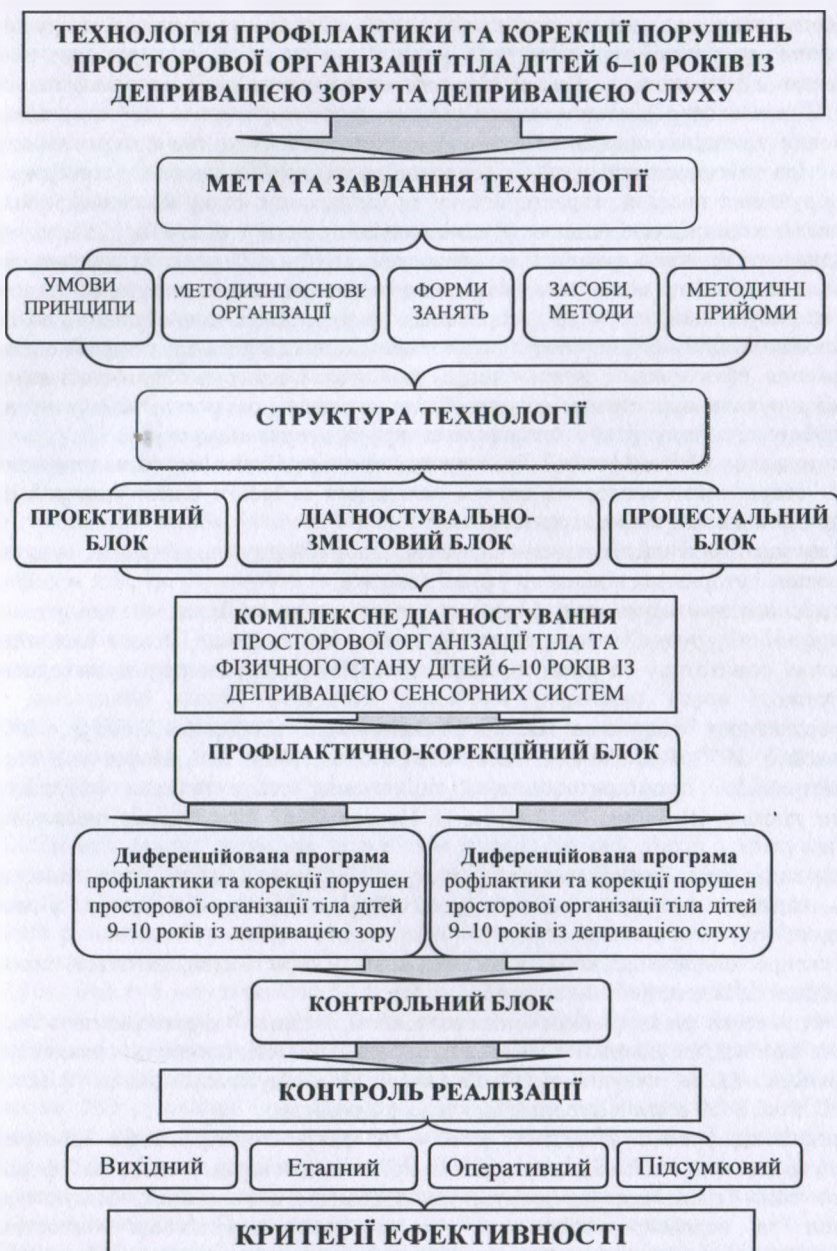 ТЕХНОЛОГІЯ ПРОФІЛАКТИКИ ТА КОРЕКЦІЇ ПОРУШЕНЬ
ПРОСТОРОВОЇ ОРГАНІЗАЦІЇ ТІЛА ДІТЕЙ 6–10 РОКІВ ІЗ
ДЕПРИВАЦІЄЮ ЗОРУ ТА ДЕПРИВАЦІЄЮ СЛУХУ
МЕТА ТА ЗАВДАННЯ ТЕХНОЛОГІЇ
УМОВИ
МЕТОДИЧНІ ОСНОВИ
ОРГАНІЗАЦІЇ
ФОРМИ
ЗАНЯТЬ
ЗАСОБИ,
МЕТОДИ
МЕТОДИЧНІ
ПРИЙОМИ
СТРУКТУРА ТЕХНОЛОГІЇ
ПРОЕКТИВНИЙ
БЛОК
ДІАГНОСТУВАЛЬНО-
ЗМІСТОВИЙ БЛОК
ПРОЦЕСУАЛЬНИЙ
БЛОК
КОМПЛЕКСНЕ ДІАГНОСТУВАННЯ
ПРОСТОРОВОЇ ОРГАНІЗАЦІЇ ТІЛА ТА
ФІЗИЧНОГО СТАНУ ДІТЕЙ 6–10 РОКІВ ІЗ
ДЕПРИВАЦІЄЮ СЕНСОРНИХ СИСТЕМ
ПРОФІЛАКТИЧНО-КОРЕКЦІЙНИЙ БЛОК
Диференційована програма
профілактики та корекції порушен
просторової організації тіла дітей
9–10 років із депривацією зору
Диференційована програма
рофілактики та корекції порушен
іросторової організації тіла дітей
9–10 років із депривацією слуху
КОНТРОЛЬНИЙ БЛОК
КОНТРОЛЬ РЕАЛІЗАЦІЇ
Вихідний
Етапний
Оперативний
Підсумковий
КРИТЕРІЇ ЕФЕКТИВНОСТІ